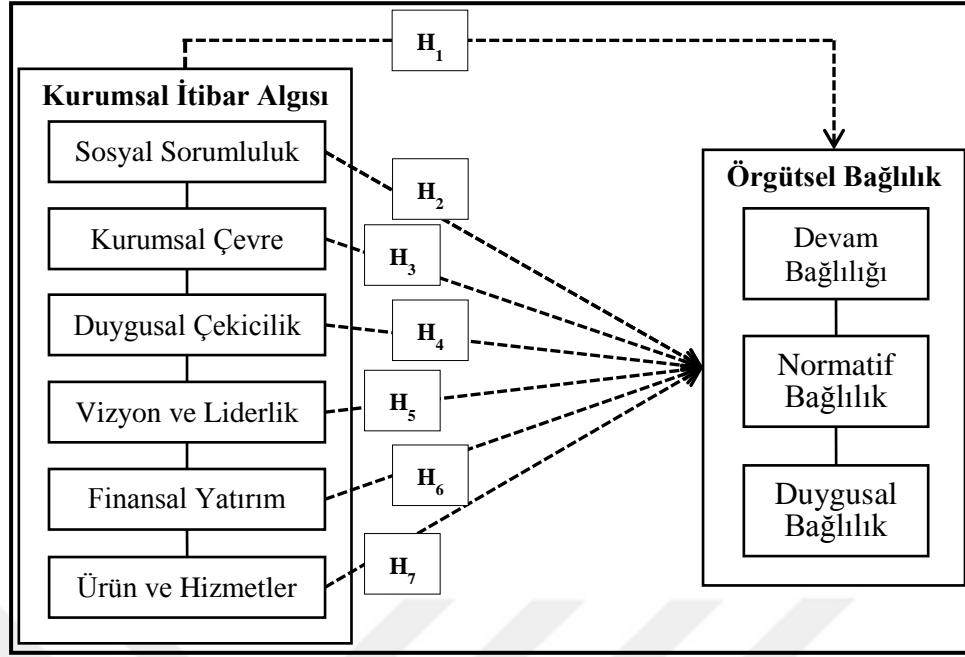 H1
Kurumsal İtibar Algısı
Sosyal Sorumluluk
Kurumsal Çevre
Duygusal Çekicilik
Vizyon ve Liderlik
Finansal Yatırım
Ürün ve Hizmetler
H2
H3
H4
H5
H6
H7
Örgütsel Bağlılık
Devam
Bağlılığı
Normatif
Bağlılık
Duygusal
Bağlılık